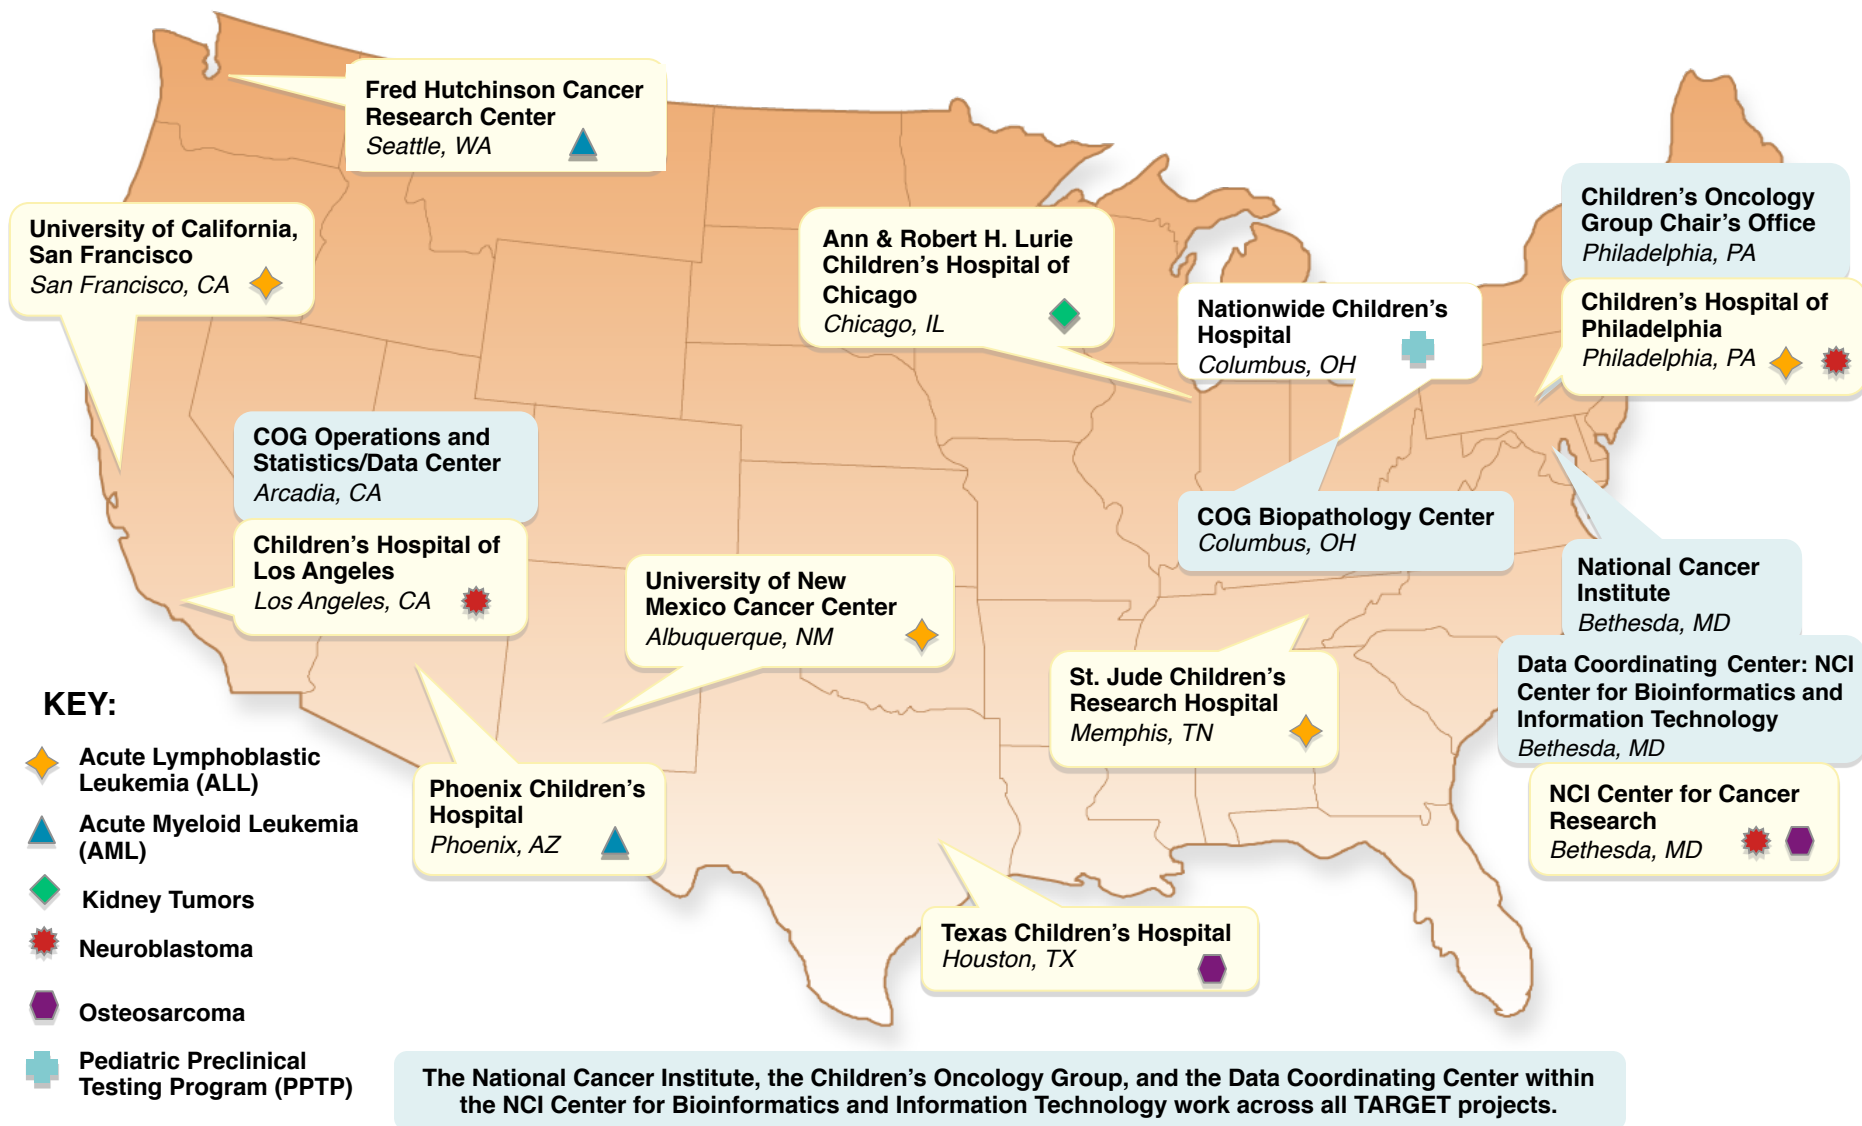 Fred Hutchinson Cancer
Research Center
Seattle, WA
University of California,
San Francisco
San Francisco, CA
Ann & Robert H. Lurie
Children’s Hospital of
Chicago
Chicago, IL
Nationwide Children’s
Hospital
Columbus, OH
Children’s Oncology
Group Chair’s Office
Philadelphia, PA
Children’s Hospital of
Philadelphia
Philadelphia, PA
COG Operations and
Statistics/Data Center
Arcadia, CA
Children’s Hospital of
Los Angeles
Los Angeles, CA
COG Biopathology Center
Columbus, OH
University of New
Mexico Cancer Center
Albuquerque, NM
National Cancer
Institute
Bethesda, MD
Data Coordinating Center: NCI
Center for Bioinformatics and
Information Technology
Bethesda, MD
St. Jude Children’s
Research Hospital
Memphis, TN
Phoenix Children’s
Hospital
Phoenix, AZ
NCI Center for Cancer
Research
Bethesda, MD
Texas Children’s Hospital
Houston, TX
KEY:
Acute Lymphoblastic
Leukemia (ALL)
Acute Myeloid Leukemia
(AML)
Kidney Tumors
Neuroblastoma
Osteosarcoma
Pediatric Preclinical
Testing Program (PPTP)
The National Cancer Institute, the Children’s Oncology Group, and the Data Coordinating Center within
the NCI Center for Bioinformatics and Information Technology work across all TARGET projects.